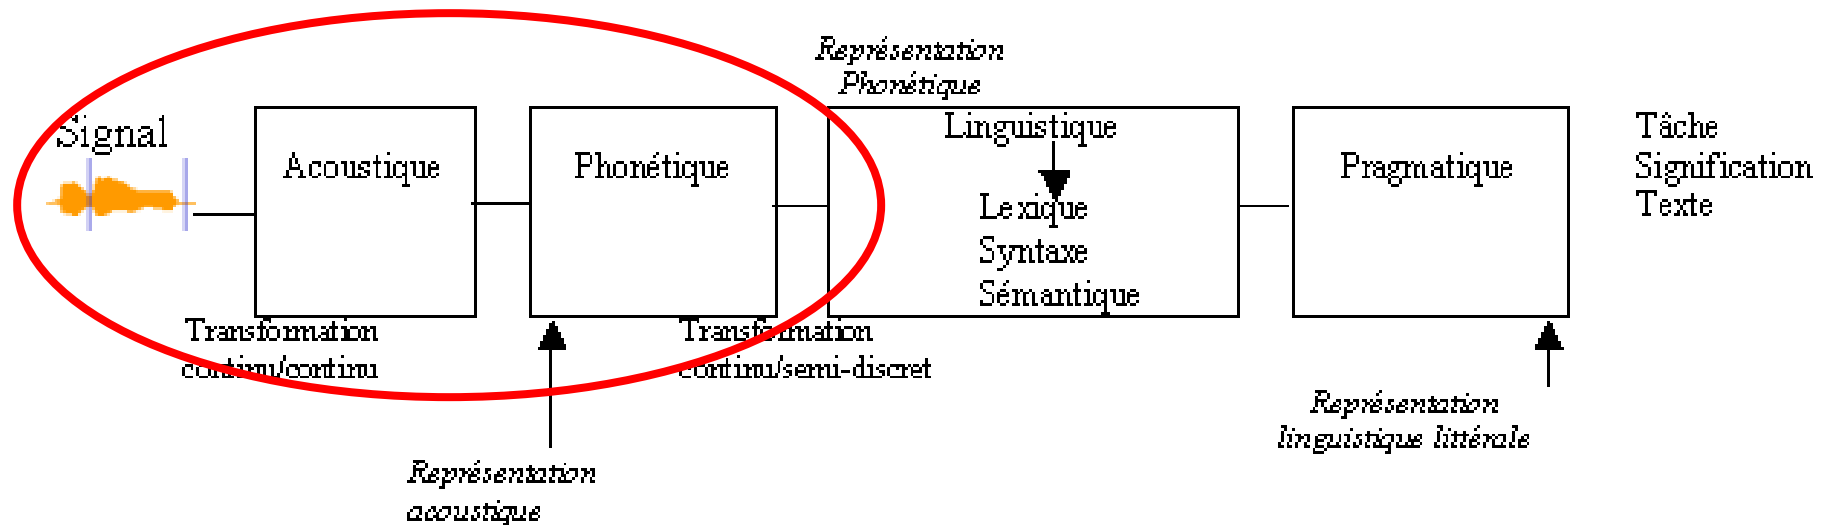 Représentation
Phonétique
Signal
Acoustique
Phonétique
Linguistique
Lexique
Syntaxe
Sémantique
Pragmatique
Tâche
Signification
Texte
Transformation
continu/continu
Transformation
continu/semi-discret
Représentation
acoustique
Représentation
linguistique littérale